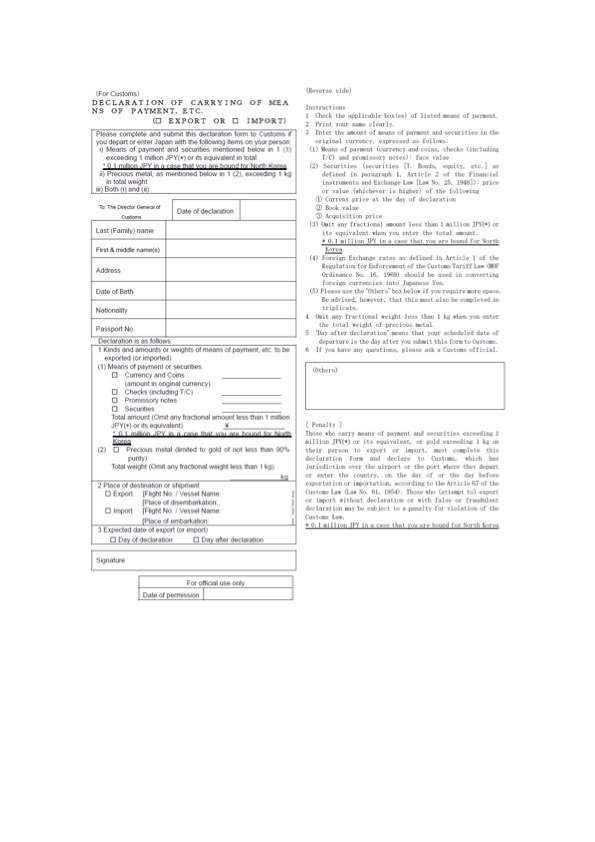 (For Customs)
DECLARATION OF CARRYING OF MEA
NS OF PAYMENT, ETC.
(□ EXPORT OR □ IMPORT)
Please complete and submit this declaration form to Customs if
you depart or enter Japan with the following items on your person:
i) Means of payment and securities mentioned below in 1 (1)
exceeding 1 million JPY(*) or its equivalent in total
* 0.1 million JPY in a case that you are bound for North Korea
ii) Precious metal, as mentioned below in 1 (2), exceeding 1 kg
in total weight
iii) Both (i) and (ii)
To: The Director General of
Customs
Date of declaration
Last (Family) name
First & middle name(s)
Address
Date of Birth
Nationality
Passport No.
Declaration is as follows:
1 Kinds and amounts or weights of means of payment, etc. to be
exported (or imported)
(1) Means of payment or securities
□ Currency and Coins
(amount in original currency)
□ Checks (including T/C)
□ Promissory notes
□ Securities
Total amount (Omit any fractional amount less than 1 million
JPY(*) or its equivalent) ¥
* 0.1 million JPY in a case that you are bound for North
Korea
(2) □ Precious metal (limited to gold of not less than 90%
purity)
Total weight (Omit any fractional weight less than 1 kg)
kg
2 Place of destination or shipment
□ Export [Flight No. / Vessel Name: ]
[Place of disembarkation: ]
□ Import [Flight No. / Vessel Name: ]
[Place of embarkation: ]
3 Expected date of export (or import)
□ Day of declaration □ Day after declaration
Signature
For official use only
Date of permission
(Reverse side)
Instructions
1 Check the applicable box(es) of listed means of payment.
2 Print your name clearly.
3 Enter the amount of means of payment and securities in the
original currency, expressed as follows:
(1) Means of payment (currency and coins, checks (including
T/C) and promissory notes): face value
(2) Securities (securities [T. Bonds, equity, etc.] as
defined in paragraph 1, Article 2 of the Financial
instruments and Exchange Law [Law No. 25, 1948]): price
or value (whichever is higher) of the following
① Current price at the day of declaration
② Book value
③ Acquisition price
(3) Omit any fractional amount less than 1 million JPY(*) or
its equivalent when you enter the total amount.
* 0.1 million JPY in a case that you are bound for North
Korea
(4) Foreign Exchange rates as defined in Article 1 of the
Regulation for Enforcement of the Customs Tariff Law (MOF
Ordinance No. 16, 1969) should be used in converting
foreign currencies into Japanese Yen.
(5) Please use the "Others" box below if you require more space.
Be advised, however, that this must also be completed in
triplicate.
4 Omit any fractional weight less than 1 kg when you enter
the total weight of precious metal.
5 "Day after declaration" means that your scheduled date of
departure is the day after you submit this form to Customs.
6 If you have any questions, please ask a Customs official.
(Others)
[ Penalty ]
Those who carry means of payment and securities exceeding 1
million JPY(*) or its equivalent, or gold exceeding 1 kg on
their person to export or import, must complete this
declaration form and declare to Customs, which has
jurisdiction over the airport or the port where they depart
or enter the country, on the day of or the day before
exportation or importation, according to the Article 67 of the
Customs Law (Law No. 61, 1954). Those who (attempt to) export
or import without declaration or with false or fraudulent
declaration may be subject to a penalty for violation of the
Customs Law.
* 0.1 million JPY in a case that you are bound for North Korea